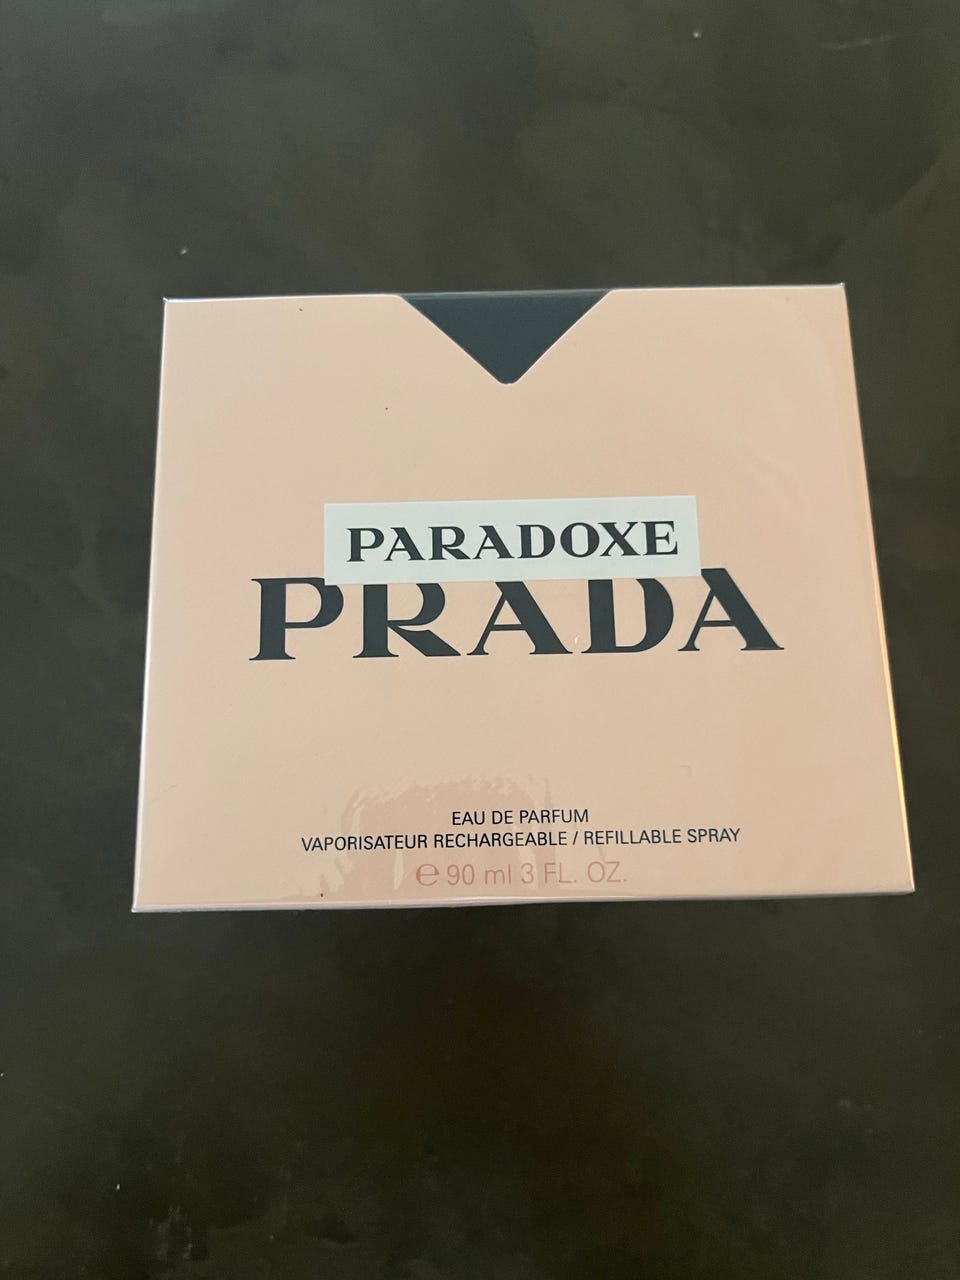 PARADOXE
PRADA
EAU DE PARFUM
VAPORISATEUR RECHARGEABLE / REFILLABLE SPRAY
℮ 90 ml 3 FL. OZ.